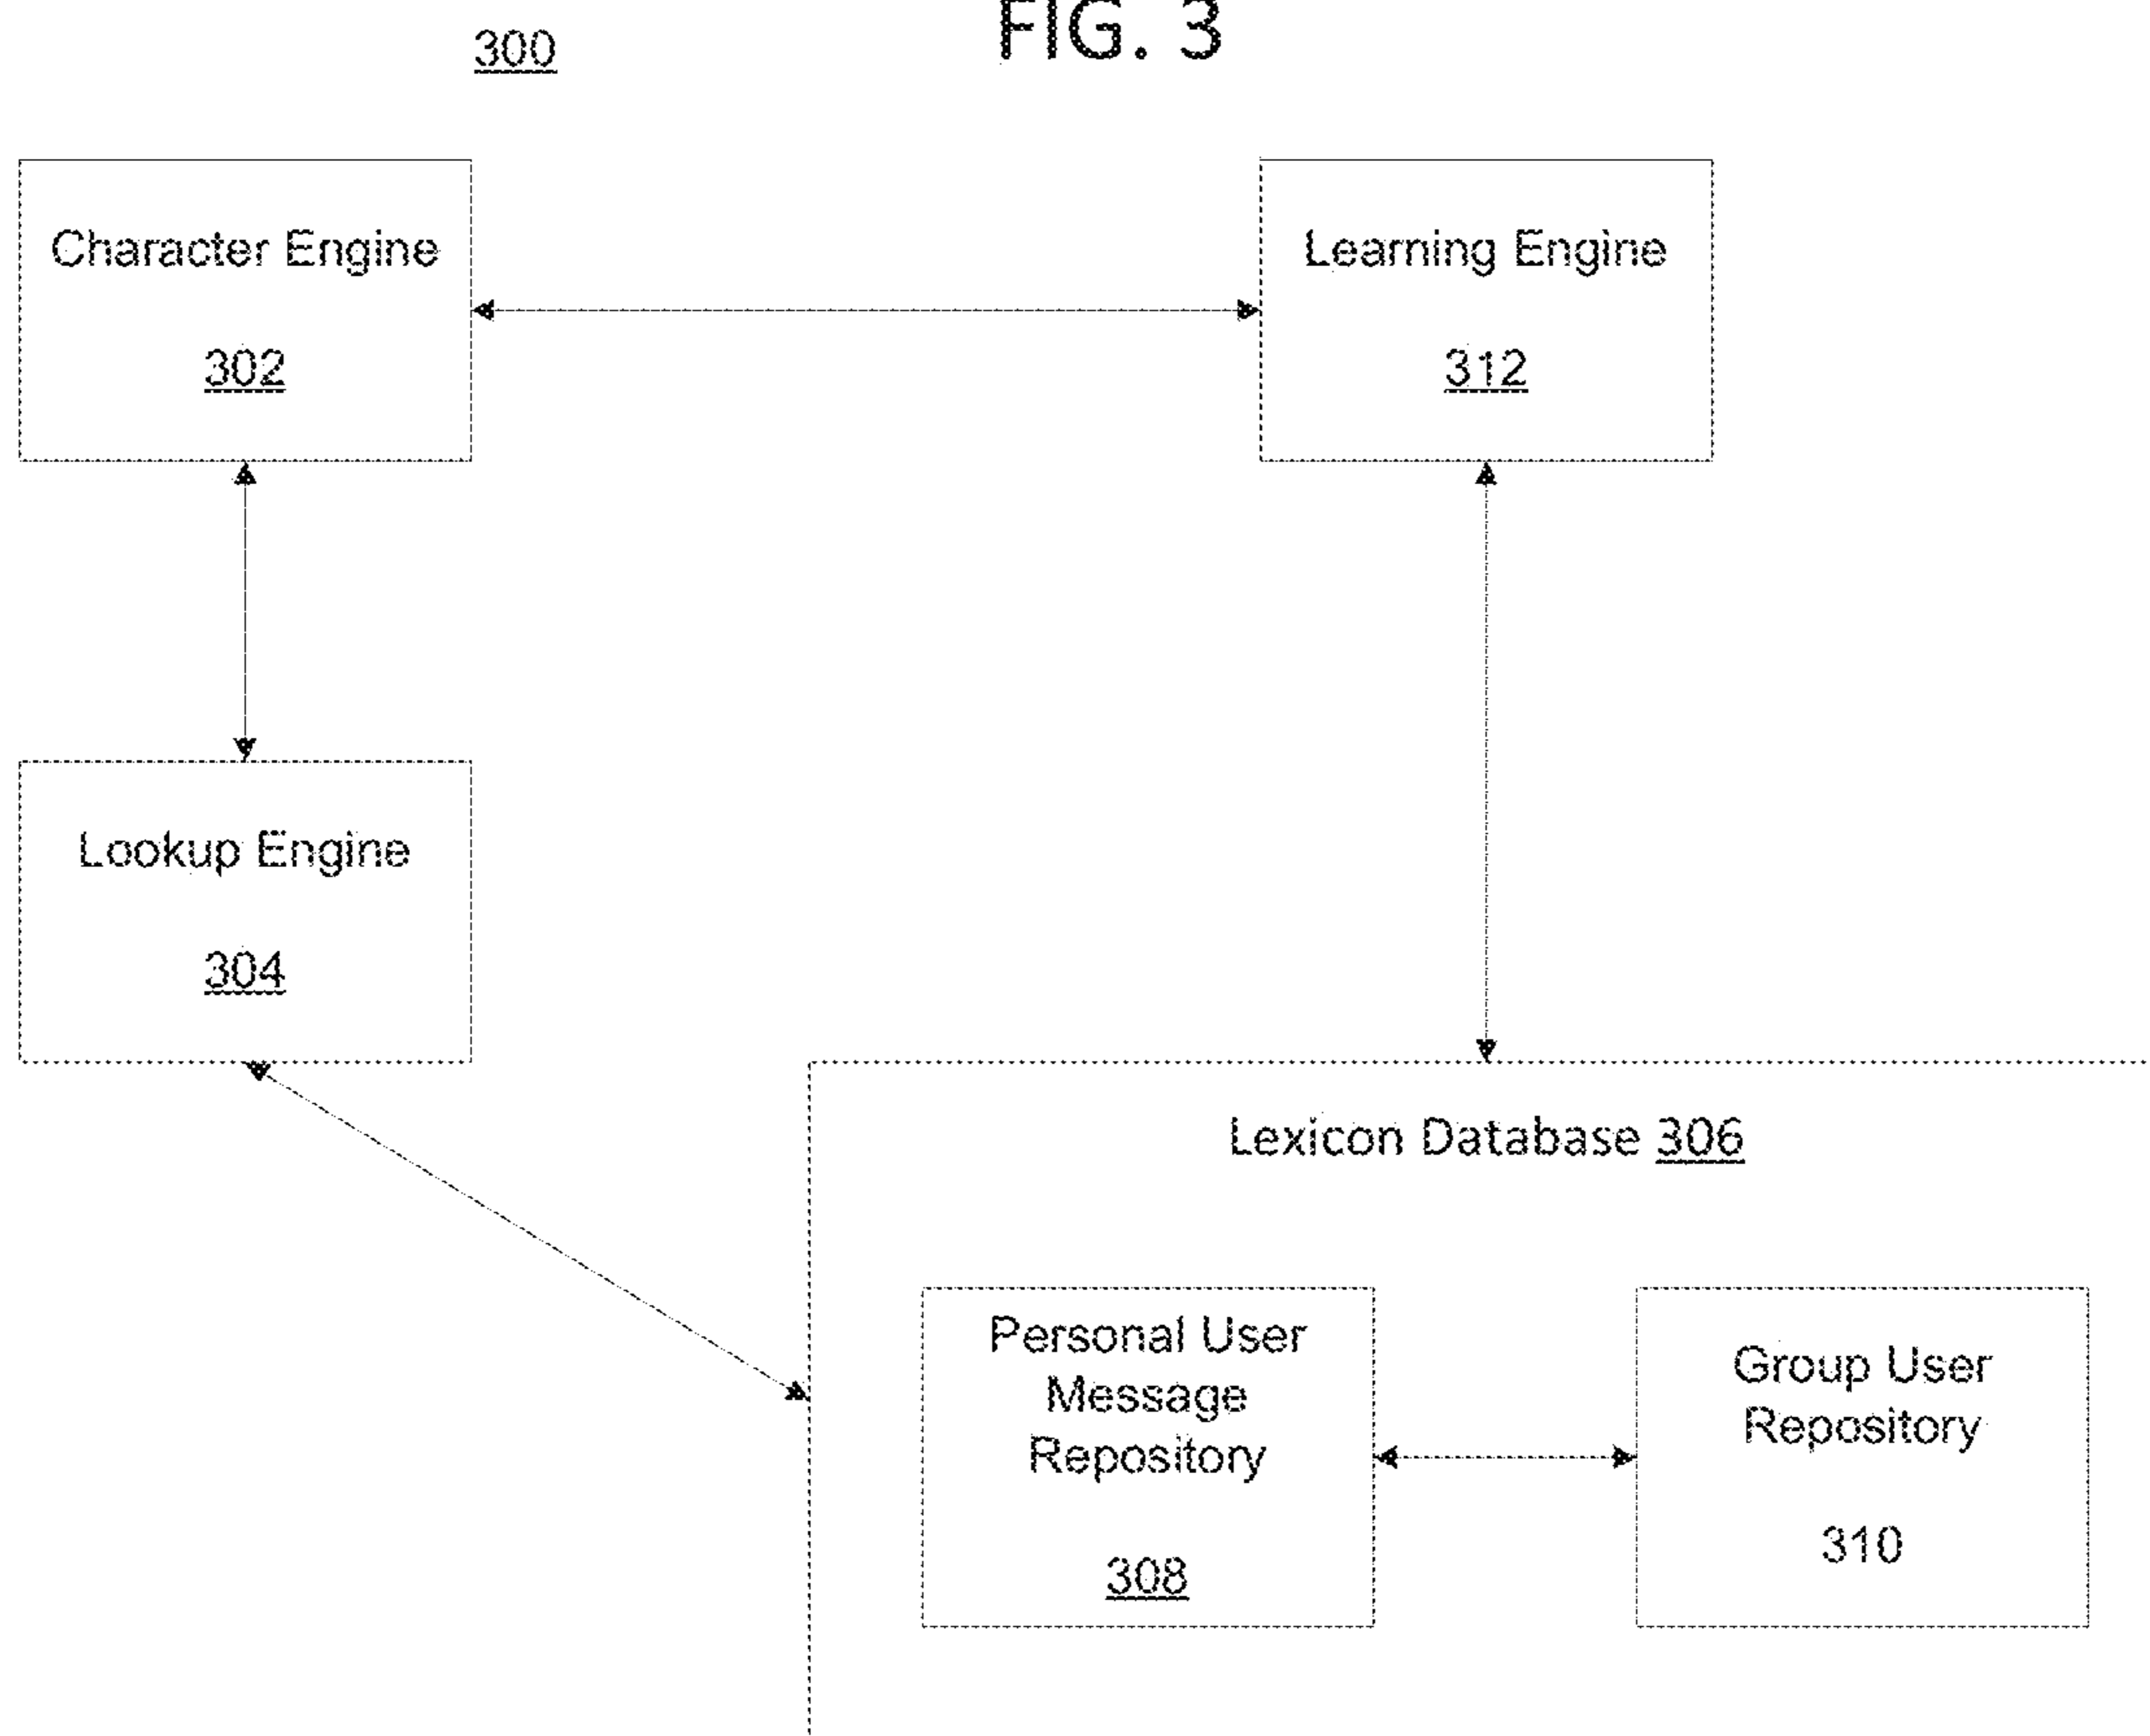 300
FIG. 3
Character Engine
302
Learning Engine
312
Lookup Engine
304
Lexicon Database 306
Personal User
Message
Repository
308
Group User
Repository
310